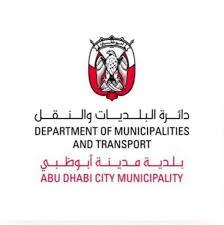 دائرة البلديات والنقل
DEPARTMENT OF MUNICIPALITIES
AND TRANSPORT
بلدية مدينة أبوظبي
ABU DHABI CITY MUNICIPALITY